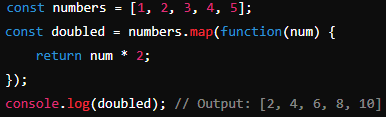 const numbers = [1, 2, 3, 4, 5];
const doubled = numbers.map(function(num) {
    return num * 2;
});
console.log(doubled); // Output: [2, 4, 6, 8, 10]